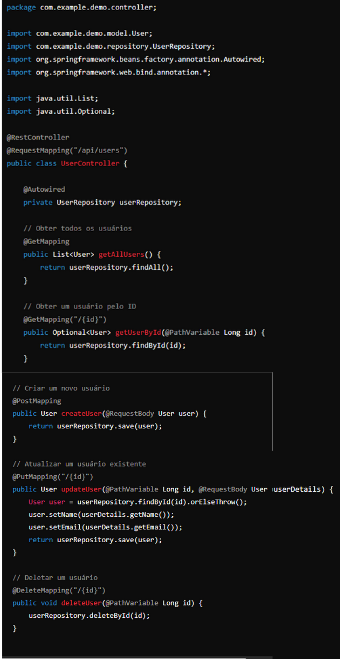 package com.example.demo.controller;
import com.example.demo.model.User;
import com.example.demo.repository.UserRepository;
import org.springframework.beans.factory.annotation.Autowired;
import org.springframework.web.bind.annotation.*;
import java.util.List;
import java.util.Optional;
@RestController
@RequestMapping("/api/users")
public class UserController {
@Autowired
private UserRepository userRepository;
// Obter todos os usuários
@GetMapping
public List<User> getAllUsers() {
return userRepository.findAll();
}
// Obter um usuário pelo ID
@GetMapping("/{id}")
public Optional<User> getUserById(@PathVariable Long id) {
return userRepository.findById(id);
}
// Criar um novo usuário
@PostMapping
public User createUser(@RequestBody User user) {
return userRepository.save(user);
}
// Atualizar um usuário existente
@PutMapping("/{id}")
public User updateUser(@PathVariable Long id, @RequestBody User userDetails) {
User user = userRepository.findById(id).orElseThrow();
user.setName(userDetails.getName());
user.setEmail(userDetails.getEmail());
return userRepository.save(user);
}
// Deletar um usuário
@DeleteMapping("/{id}")
public void deleteUser(@PathVariable Long id) {
userRepository.deleteById(id);
}